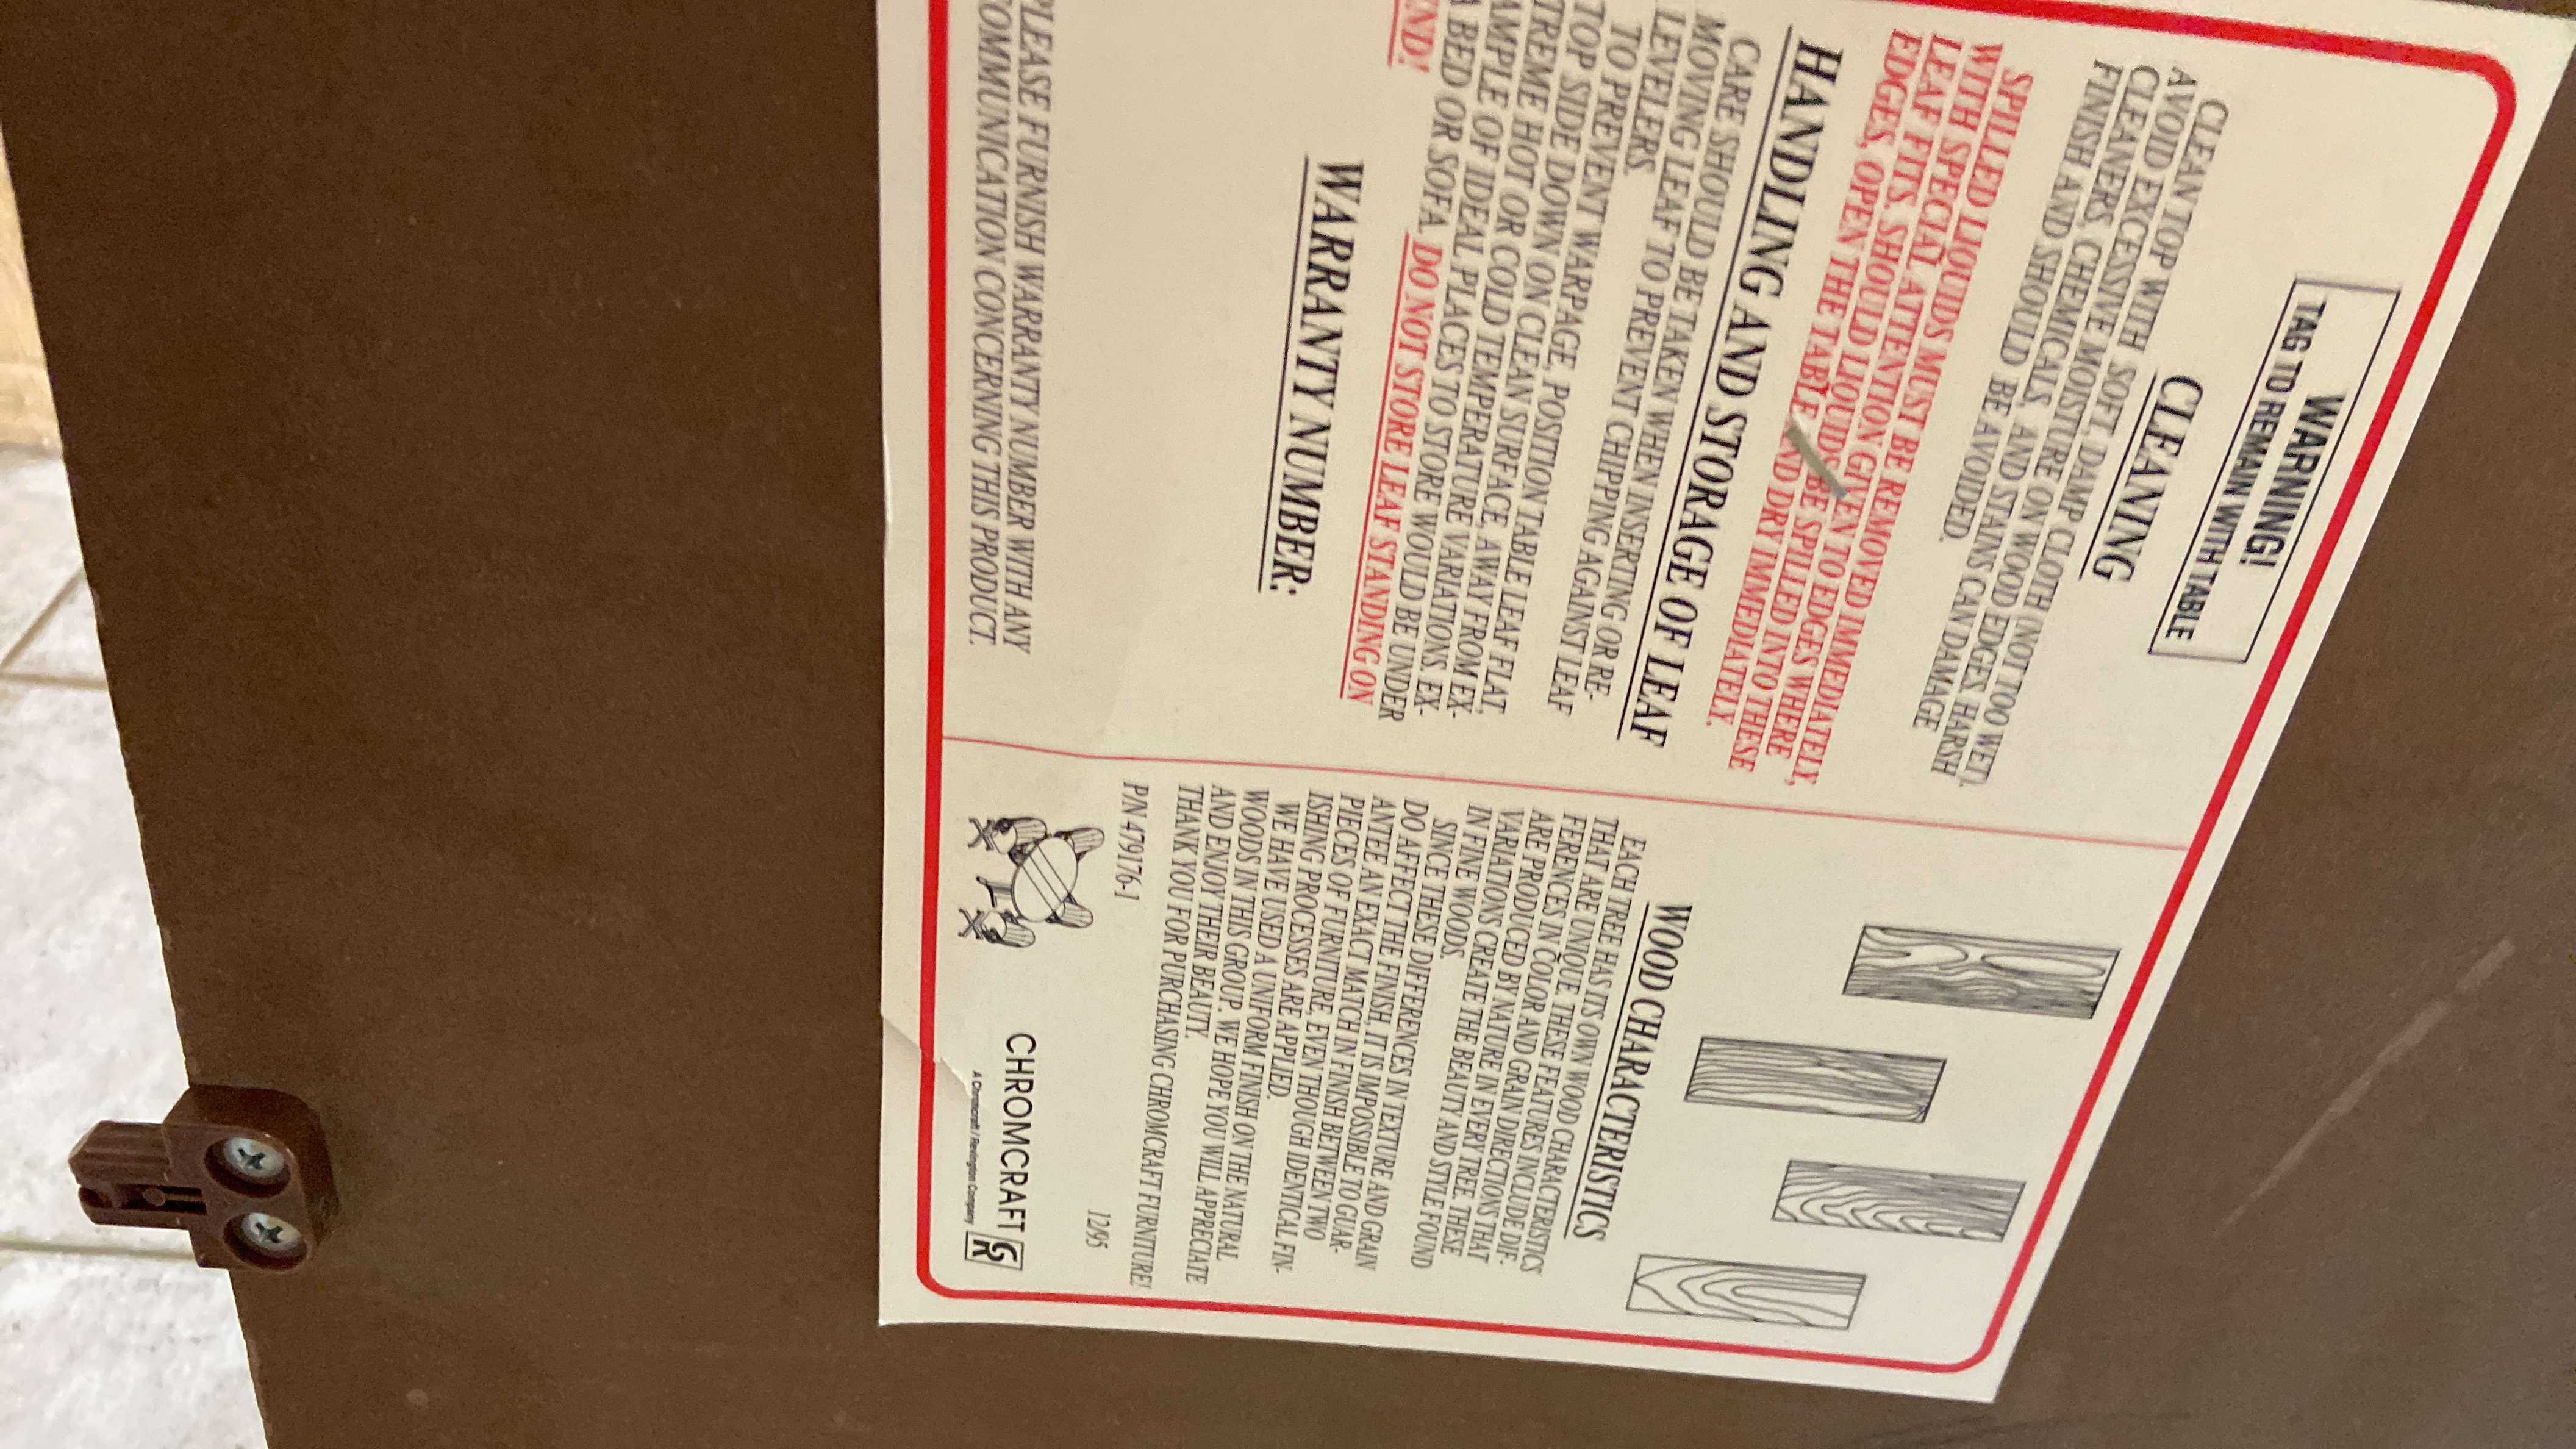 WARNING!
TAG TO REMAIN WITH TABLE
CLEANING
CLEAN TOP WITH SOFT, DAMP CLOTH (NOT TOO WET).
AVOID EXCESSIVE MOISTURE ON WOOD EDGES, HARSH
CLEANERS, CHEMICALS, AND STAINS CAN DAMAGE
FINISH AND SHOULD BE AVOIDED.
SPILLED LIQUIDS MUST BE REMOVED IMMEDIATELY,
WITH SPECIAL ATTENTION GIVEN TO EDGES WHERE
LEAF FITS. SHOULD LIQUIDS BE SPILLED INTO THESE
EDGES, OPEN THE TABLE AND DRY IMMEDIATELY.
HANDLING AND STORAGE OF LEAF
CARE SHOULD BE TAKEN WHEN INSERTING OR RE-
MOVING LEAF TO PREVENT CHIPPING AGAINST LEAF
LEVELERS.
TO PREVENT WARPAGE, POSITION TABLE LEAF FLAT,
TOP SIDE DOWN ON CLEAN SURFACE, AWAY FROM EX-
TREME HOT OR COLD TEMPERATURE VARIATIONS. EX-
AMPLE OF IDEAL PLACES TO STORE WOULD BE UNDER
A BED OR SOFA. DO NOT STORE LEAF STANDING ON
END!
WARRANTY NUMBER:
PLEASE FURNISH WARRANTY NUMBER WITH ANY
COMMUNICATION CONCERNING THIS PRODUCT.
WOOD CHARACTERISTICS
EACH TREE HAS ITS OWN WOOD CHARACTERISTICS
THAT ARE UNIQUE. THESE FEATURES INCLUDE DIF-
FERENCES IN COLOR AND GRAIN DIRECTIONS THAT
ARE PRODUCED BY NATURE IN EVERY TREE. THESE
VARIATIONS CREATE THE BEAUTY AND STYLE FOUND
IN FINE WOODS.
SINCE THESE DIFFERENCES IN TEXTURE AND GRAIN
DO AFFECT THE FINISH, IT IS IMPOSSIBLE TO GUAR-
ANTEE AN EXACT MATCH IN FINISH BETWEEN TWO
PIECES OF FURNITURE, EVEN THOUGH IDENTICAL FIN-
ISHING PROCESSES ARE APPLIED.
WE HAVE USED A UNIFORM FINISH ON THE NATURAL
WOODS IN THIS GROUP. WE HOPE YOU WILL APPRECIATE
AND ENJOY THEIR BEAUTY.
THANK YOU FOR PURCHASING CHROMCRAFT FURNITURE!
P/N 479176-1
12/95
CHROMCRAFT CR
A Chromcraft / Revington Company